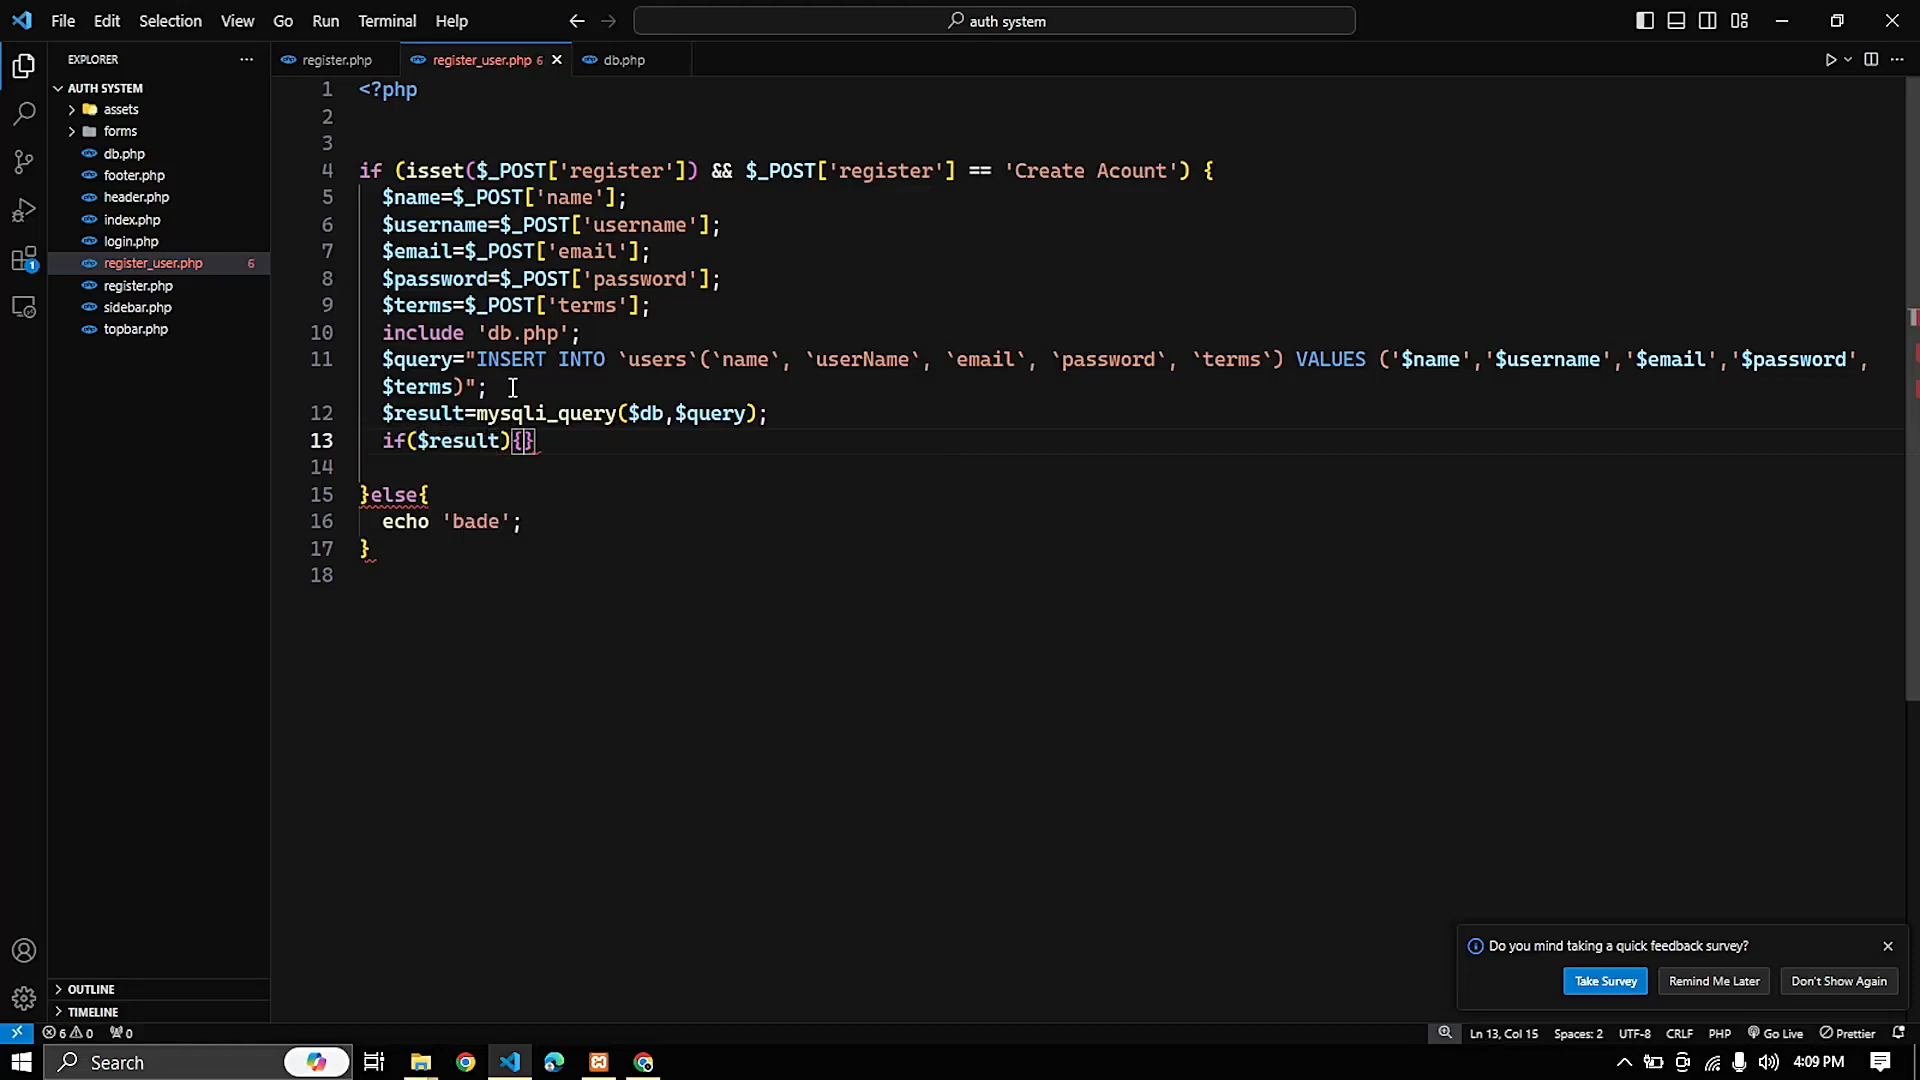 File Edit Selection View Go Run Terminal Help
auth system
EXPLORER
AUTH SYSTEM
assets
forms
db.php
footer.php
header.php
index.php
login.php
register_user.php 6
register.php
sidebar.php
topbar.php
OUTLINE
TIMELINE
1
register.php register_user.php 6 db.php
1 <?php
2
3
4 if (isset($_POST['register']) && $_POST['register'] == 'Create Acount') {
5 $name=$_POST['name'];
6 $username=$_POST['username'];
7 $email=$_POST['email'];
8 $password=$_POST['password'];
9 $terms=$_POST['terms'];
10 include 'db.php';
11 $query="INSERT INTO `users`(`name`, `userName`, `email`, `password`, `terms`) VALUES ('$name','$username','$email','$password',
$terms)";
12 $result=mysqli_query($db,$query);
13 if($result){}
14
15 }else{
16 echo 'bade';
17 }
18
Do you mind taking a quick feedback survey?
Take Survey Remind Me Later Don't Show Again
6 0 0 Ln 13, Col 15 Spaces: 2 UTF-8 CRLF PHP Go Live Prettier
Search 4:09 PM